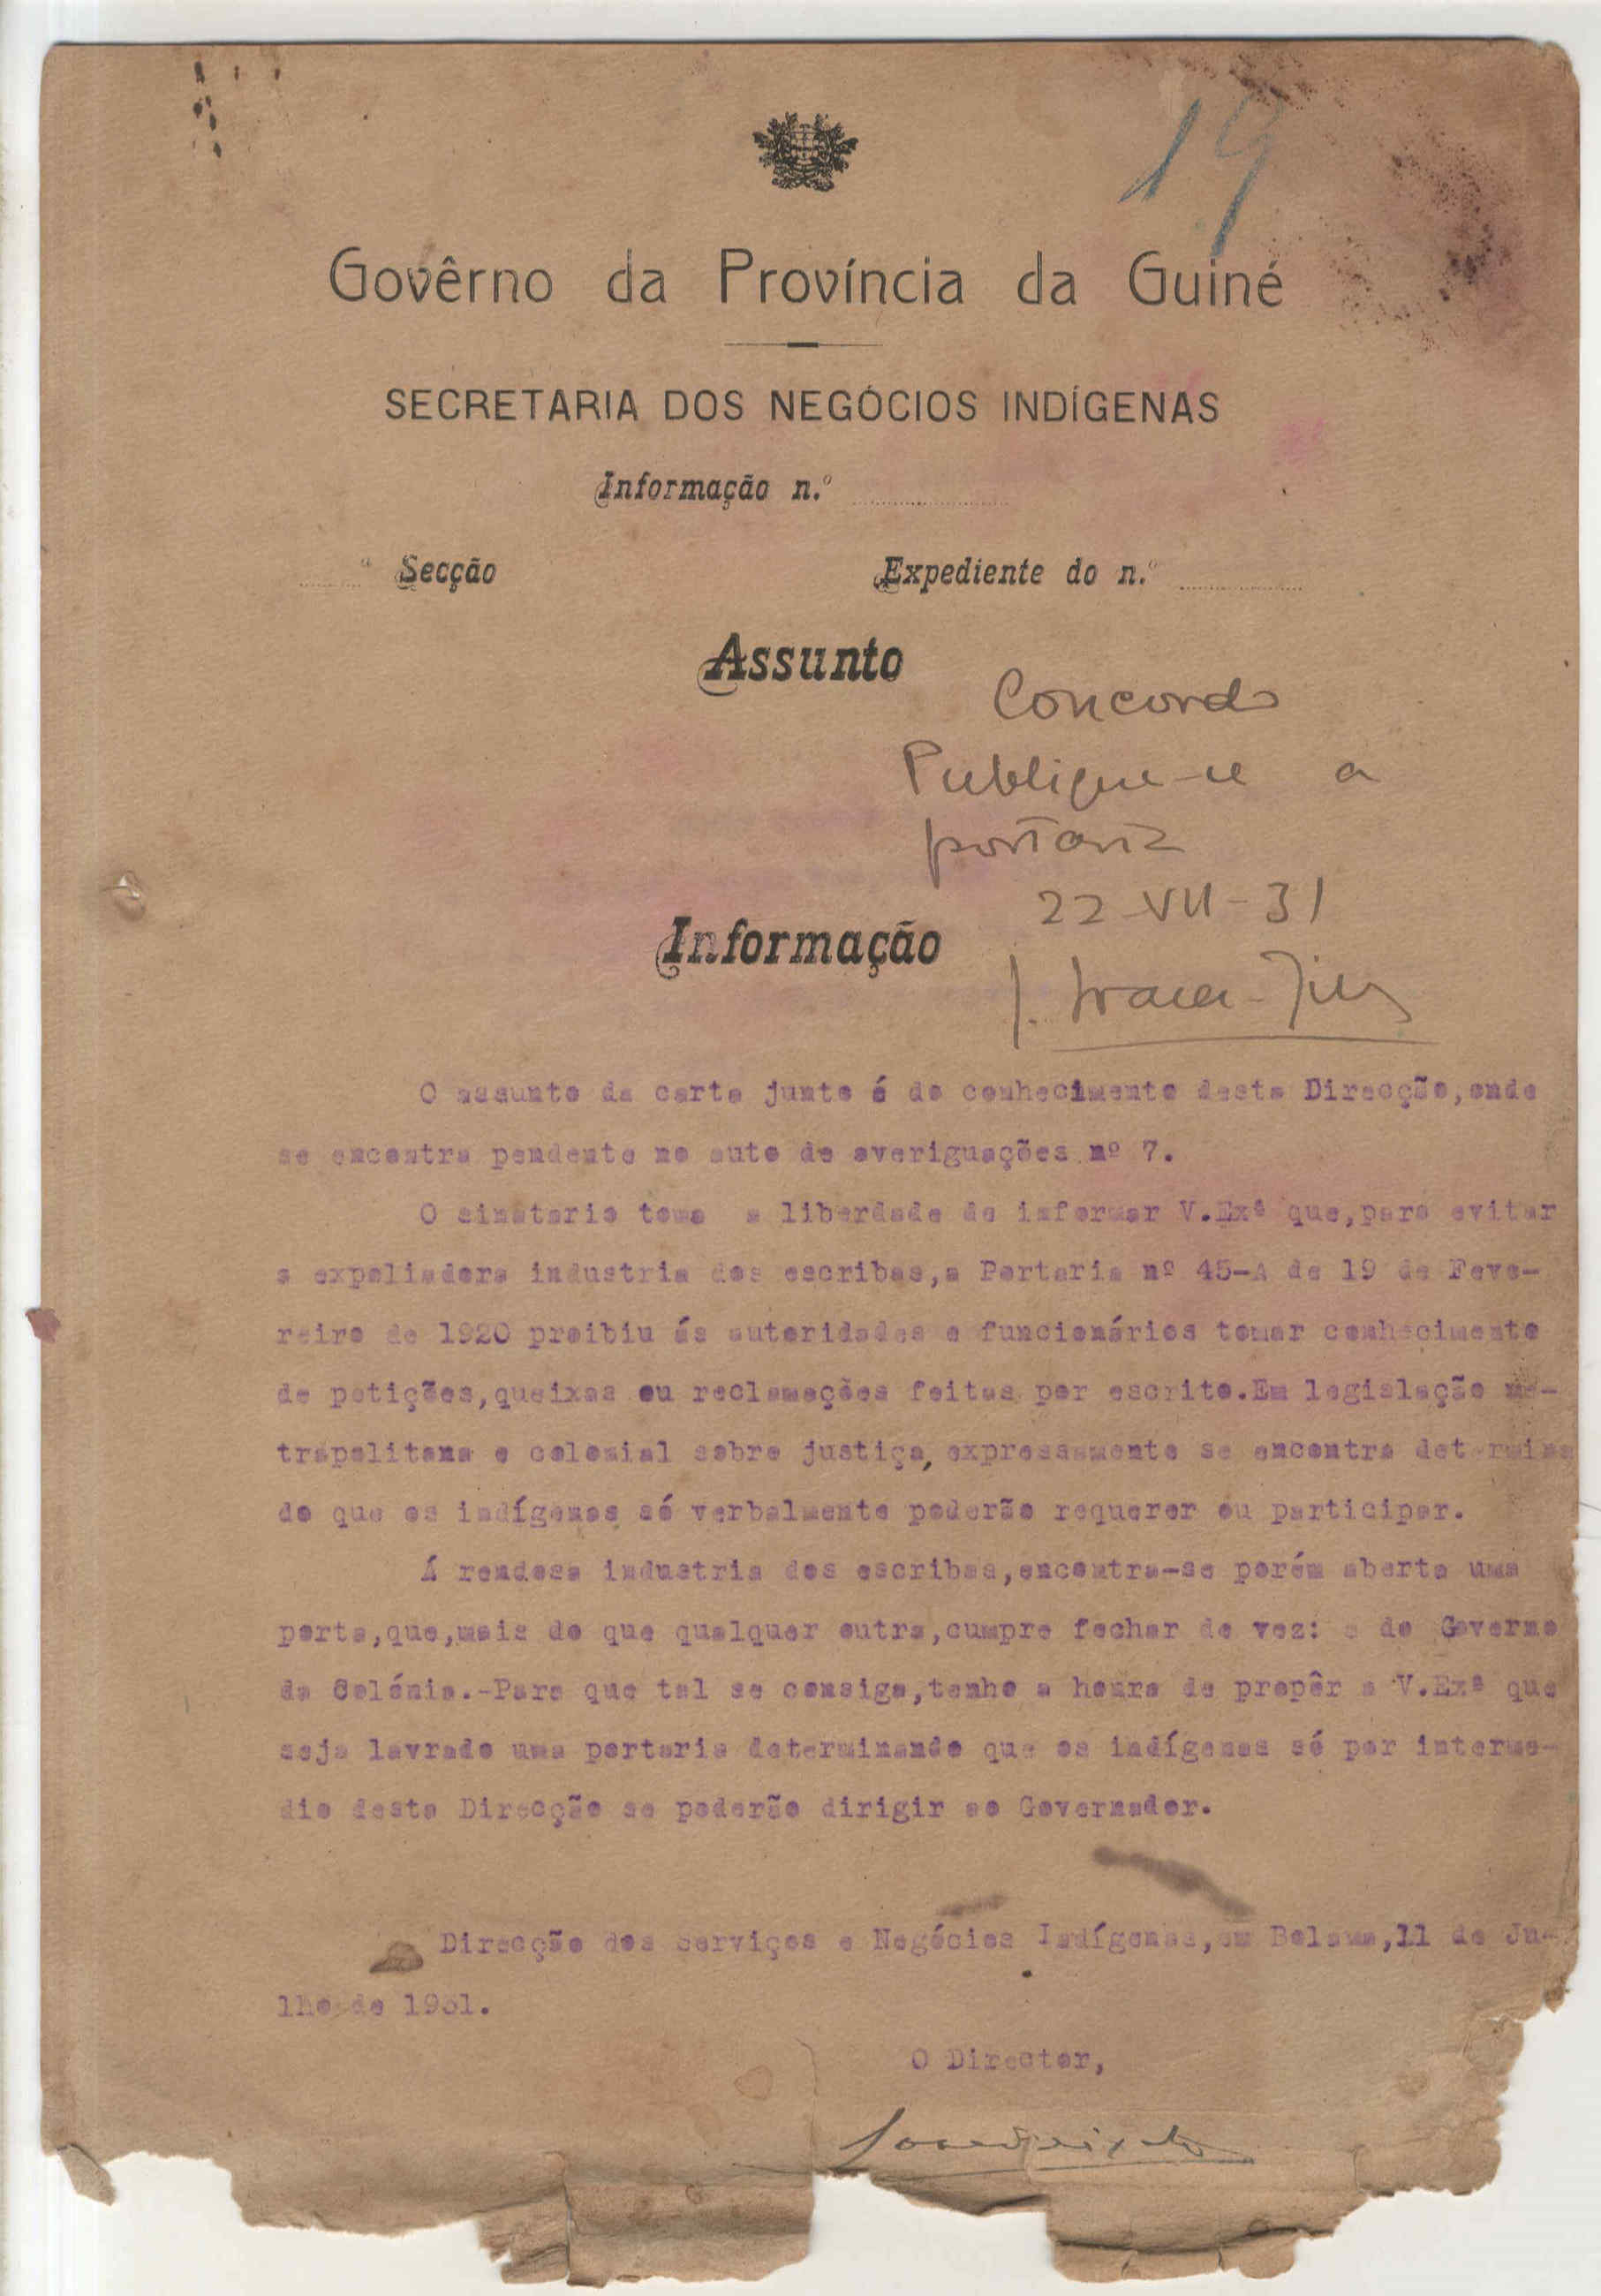 19
Govêrno da Província da Guiné
SECRETARIA DOS NEGÓCIOS INDÍGENAS
Informação n.º
ª Secção Expediente do n.º
Assunto
Concordo
Publique-se a
portaria
22-VII-31
Informação
J.
O assunto da carta junta é do conhecimento desta Direcção,onde
se encontra pendente no auto de averiguações nº 7.
O sinatario toma a liberdade de informar V.Exª que,para evitar
a expoliadora industria dos escribas,a Portaria nº 45-A de 19 de Feve-
reiro de 1920 proibiu ás autoridades e funcionários tomar conhecimento
de petições,queixas ou reclamações feitas por escrito.Em legislação me-
tropolitana e colonial sobre justiça, expressamente se encontra determina
do que os indígenas só verbalmente poderão requerer ou participar.
Á rendosa industria dos escribas,encontra-se porém aberta uma
porta,que,mais do que qualquer outra,cumpre fechar de vez: a do Governo
da Colónia.-Para que tal se consiga,tenho a honra de propôr a V.Exª que
seja lavrado uma portaria determinando que os indígenas só por interme-
dio desta Direcção se poderão dirigir ao Governador.
Direcção dos serviços e Negócios Indígenas,em Bolama,11 de Ju-
lho de 1931.
O Director,